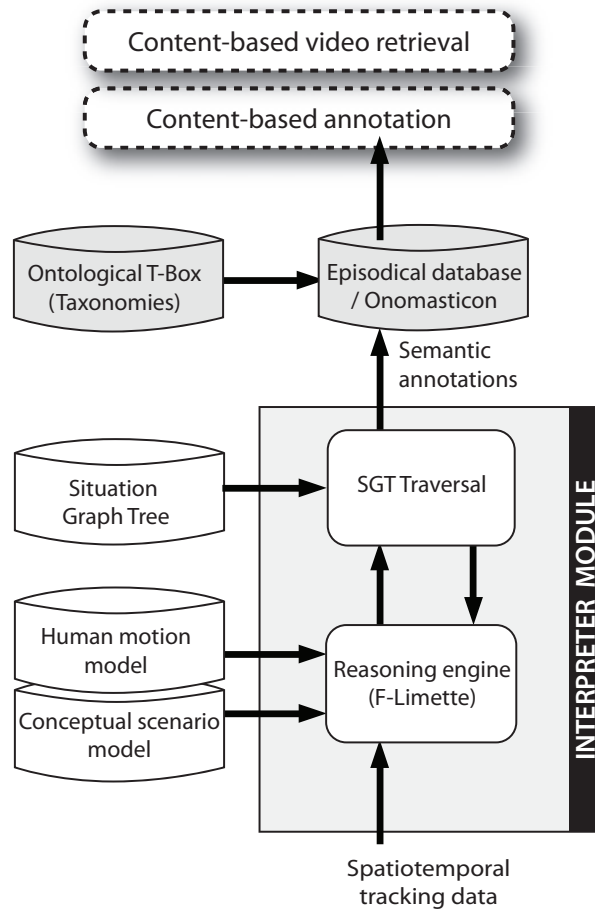 Content-based video retrieval
Content-based annotation
Ontological T-Box
(Taxonomies)
Episodical database
/ Onomasticon
Semantic
annotations
Situation
Graph Tree
SGT Traversal
Human motion
model
Conceptual scenario
model
Reasoning engine
(F-Limette)
INTERPRETER MODULE
Spatiotemporal
tracking data